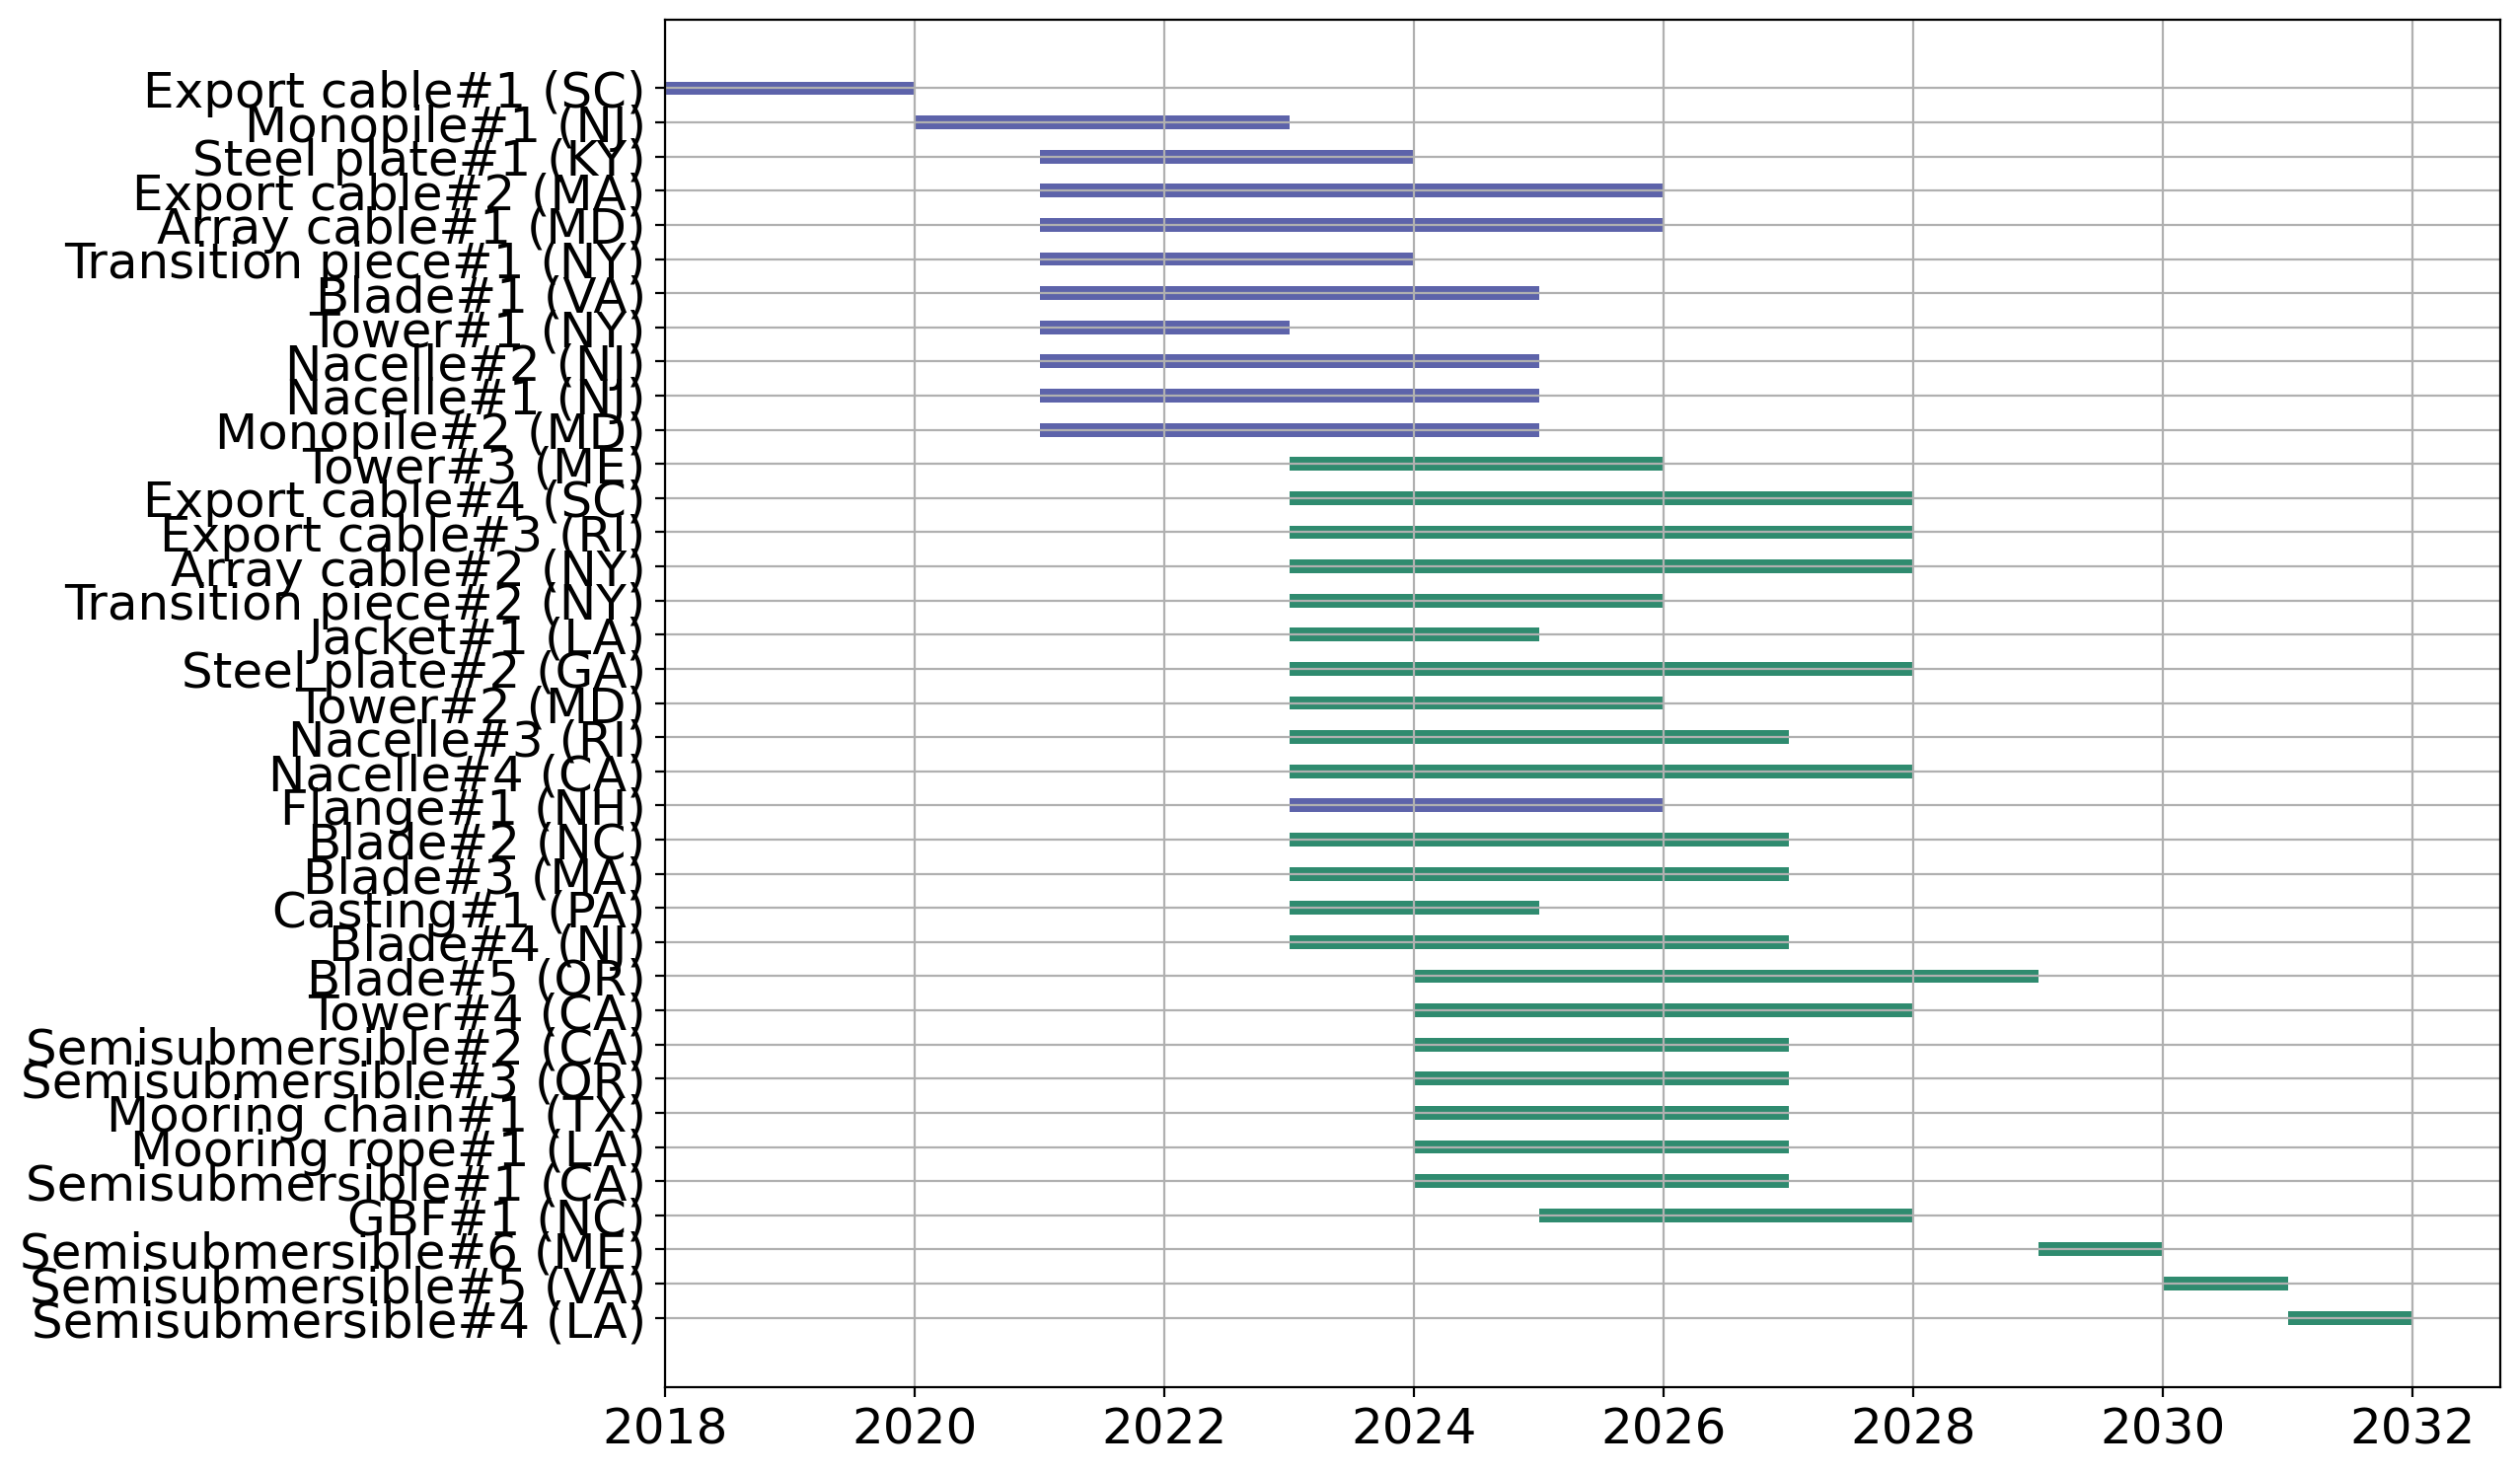 Export cable#1 (SC)
Monopile#1 (NJ)
Steel plate#1 (KY)
Export cable#2 (MA)
Array cable#1 (MD)
Transition piece#1 (NY)
Blade#1 (VA)
Tower#1 (NY)
Nacelle#2 (NJ)
Nacelle#1 (NJ)
Monopile#2 (MD)
Tower#3 (ME)
Export cable#4 (SC)
Export cable#3 (RI)
Array cable#2 (NY)
Transition piece#2 (NY)
Jacket#1 (LA)
Steel plate#2 (GA)
Tower#2 (MD)
Nacelle#3 (RI)
Nacelle#4 (CA)
Flange#1 (NH)
Blade#2 (NC)
Blade#3 (MA)
Casting#1 (PA)
Blade#4 (NJ)
Blade#5 (OR)
Tower#4 (CA)
Semisubmersible#2 (CA)
Semisubmersible#3 (OR)
Mooring chain#1 (TX)
Mooring rope#1 (LA)
Semisubmersible#1 (CA)
GBF#1 (NC)
Semisubmersible#6 (ME)
Semisubmersible#5 (VA)
Semisubmersible#4 (LA)
2018 2020 2022 2024 2026 2028 2030 2032